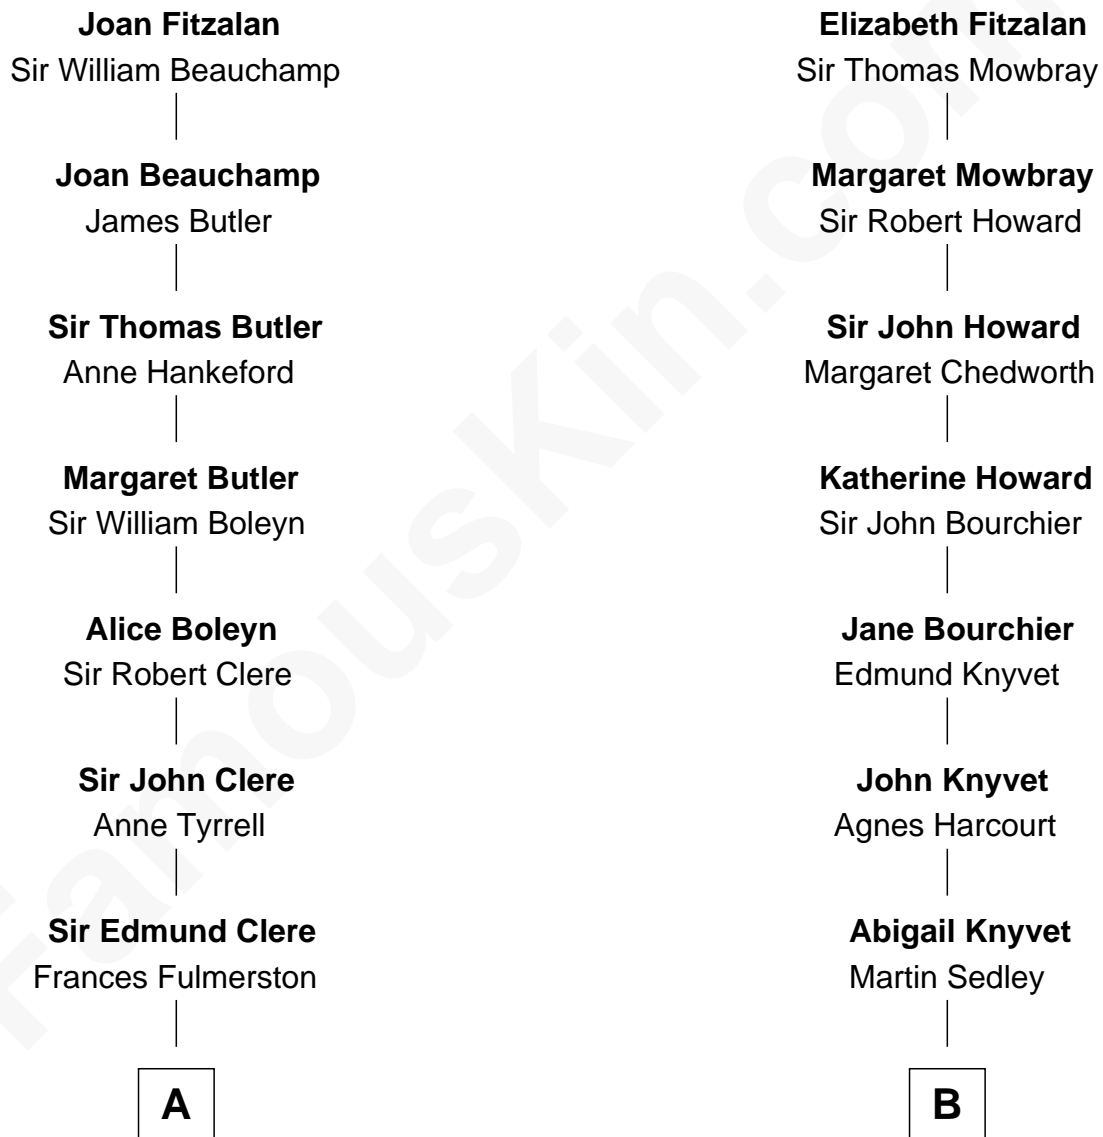 Joan Fitzalan
Sir William Beauchamp
Joan Beauchamp
James Butler
Sir Thomas Butler
Anne Hankeford
Margaret Butler
Sir William Boleyn
Alice Boleyn
Sir Robert Clere
Sir John Clere
Anne Tyrrell
Sir Edmund Clere
Frances Fulmerston
A
Elizabeth Fitzalan
Sir Thomas Mowbray
Margaret Mowbray
Sir Robert Howard
Sir John Howard
Margaret Chedworth
Katherine Howard
Sir John Bourchier
Jane Bourchier
Edmund Knyvet
John Knyvet
Agnes Harcourt
Abigail Knyvet
Martin Sedley
B
FamousKin.com